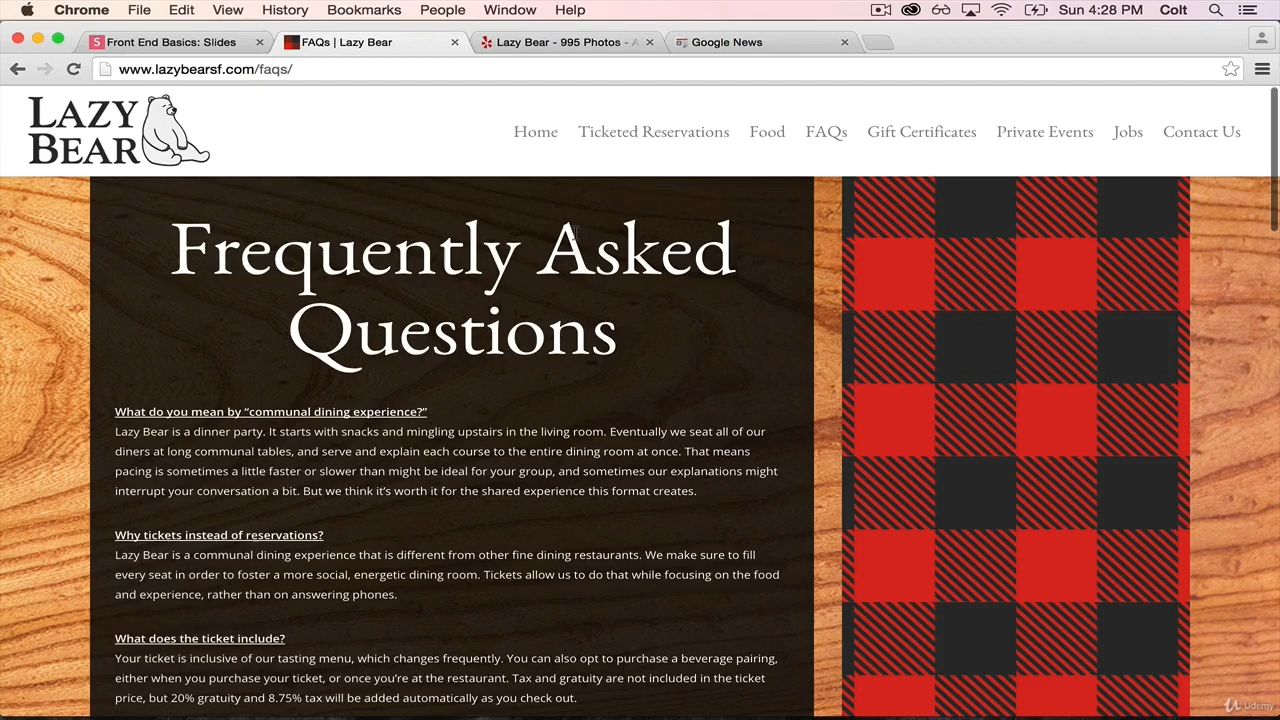 Chrome File Edit View History Bookmarks People Window Help Sun 4:28 PM Colt
Front End Basics: Slides FAQs | Lazy Bear Lazy Bear - 995 Photos - Google News
www.lazybearsf.com/faqs/
LAZY
BEAR
Home Ticketed Reservations Food FAQs Gift Certificates Private Events Jobs Contact Us
Frequently Asked
Questions
What do you mean by “communal dining experience?”
Lazy Bear is a dinner party. It starts with snacks and mingling upstairs in the living room. Eventually we seat all of our
diners at long communal tables, and serve and explain each course to the entire dining room at once. That means
pacing is sometimes a little faster or slower than might be ideal for your group, and sometimes our explanations might
interrupt your conversation a bit. But we think it’s worth it for the shared experience this format creates.
Why tickets instead of reservations?
Lazy Bear is a communal dining experience that is different from other fine dining restaurants. We make sure to fill
every seat in order to foster a more social, energetic dining room. Tickets allow us to do that while focusing on the food
and experience, rather than on answering phones.
What does the ticket include?
Your ticket is inclusive of our tasting menu, which changes frequently. You can also opt to purchase a beverage pairing,
either when you purchase your ticket, or once you’re at the restaurant. Tax and gratuity are not included in the ticket
price, but 20% gratuity and 8.75% tax will be added automatically as you check out.
Udemy